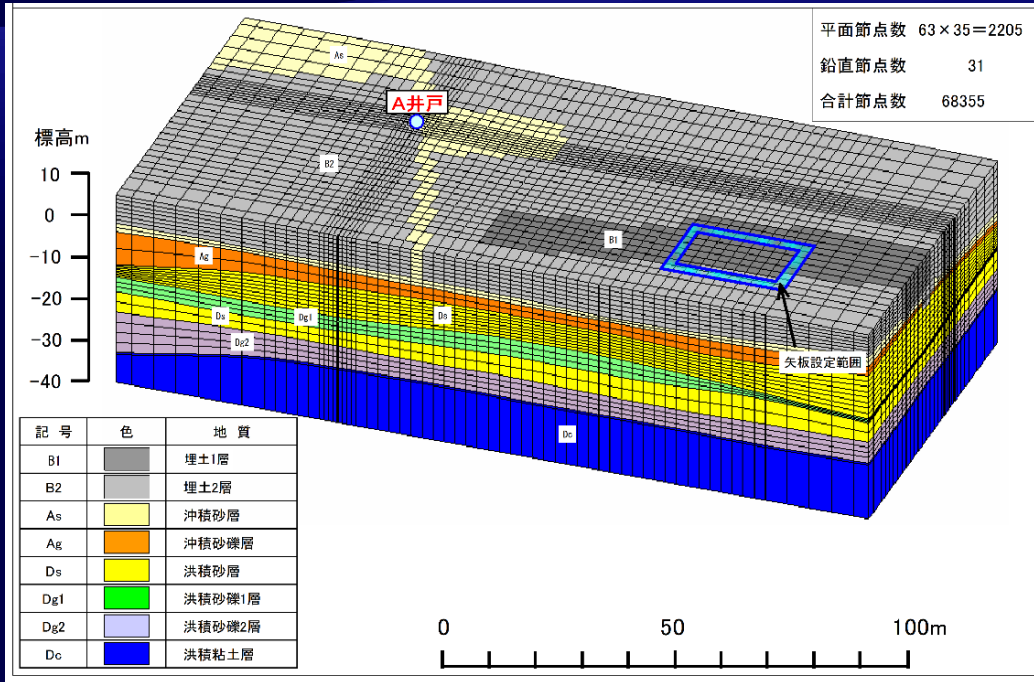 平面節点数 63×35=2205
鉛直節点数 31
合計節点数 68355
標高m
10
0
-10
-20
-30
-40
As
A井戸
B2
B1
Ag
Ds
Dg1
Ds
Dg2
Dc
矢板設定範囲
記号 色 地質
B1 埋土1層
B2 埋土2層
As 沖積砂層
Ag 沖積砂礫層
Ds 洪積砂層
Dg1 洪積砂礫1層
Dg2 洪積砂礫2層
Dc 洪積粘土層
0 50 100m